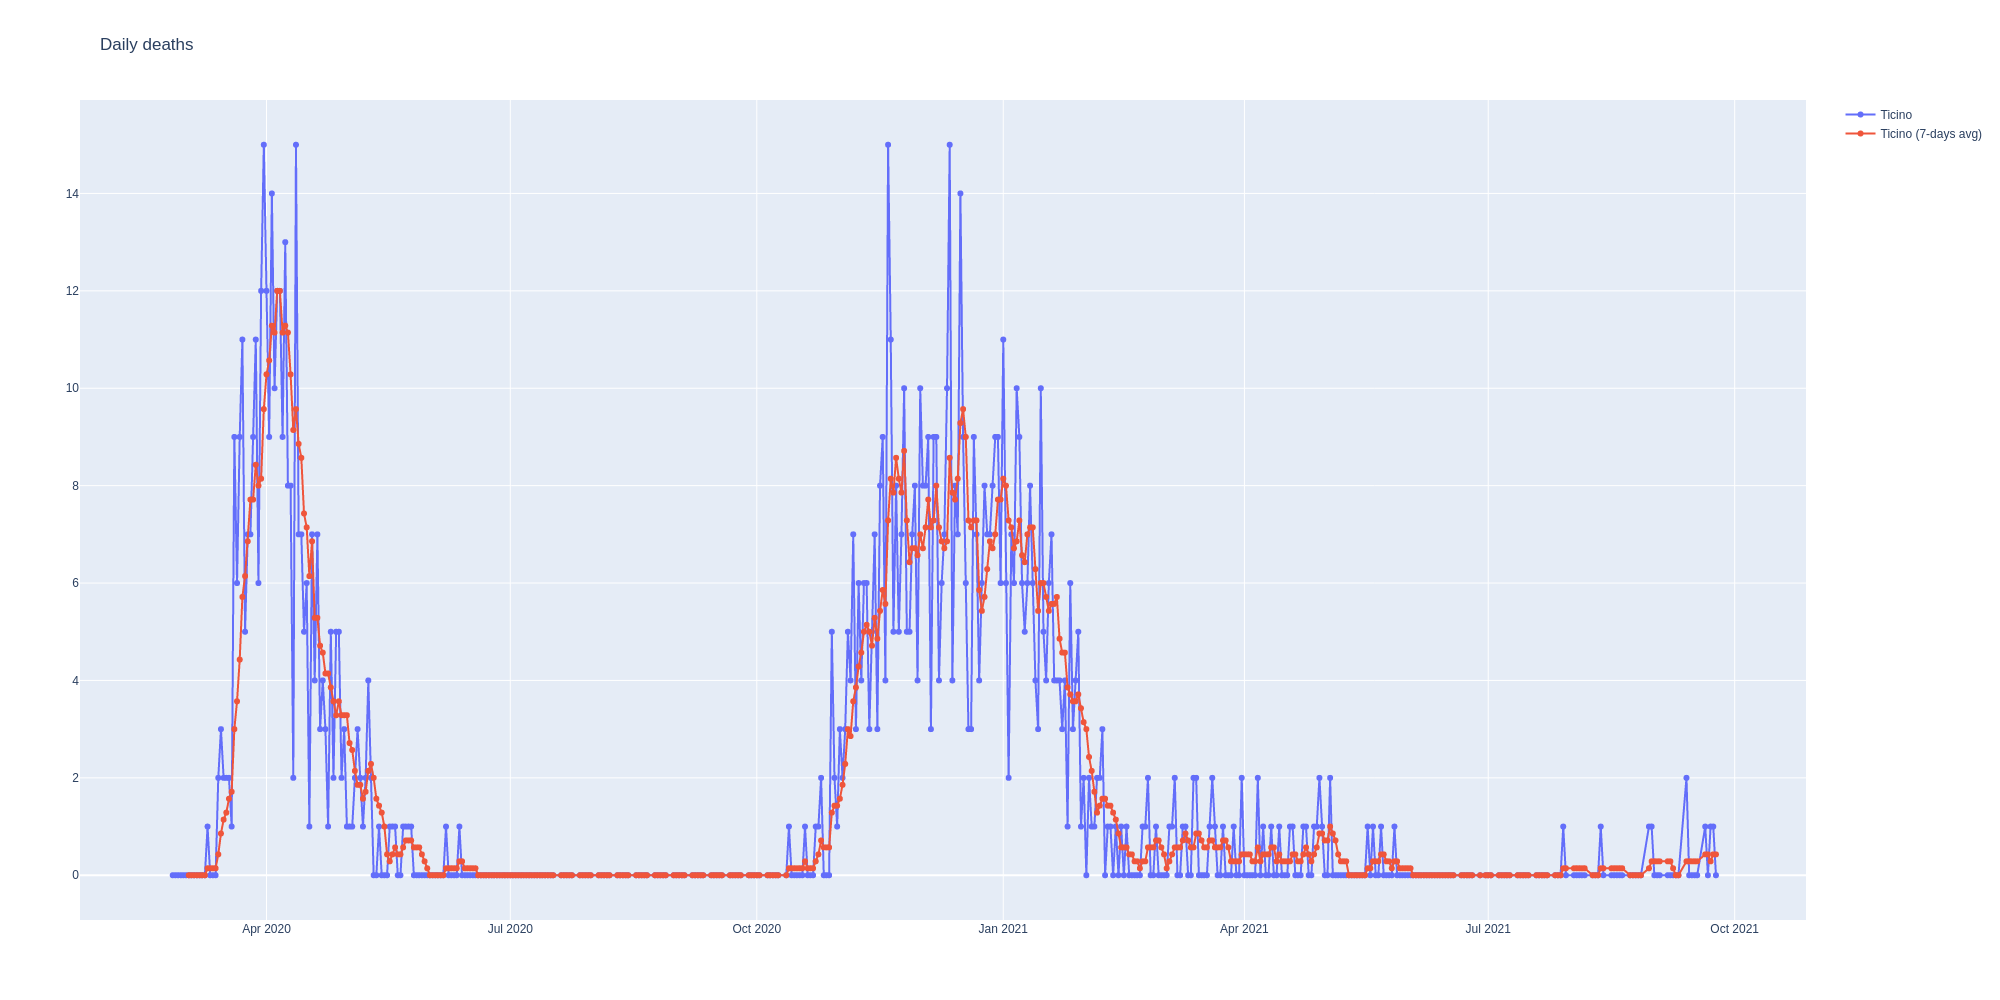 Daily deaths
Ticino
Ticino (7-days avg)
14
12
10
8
6
4
2
0
Apr 2020
Jul 2020
Oct 2020
Jan 2021
Apr 2021
Jul 2021
Oct 2021